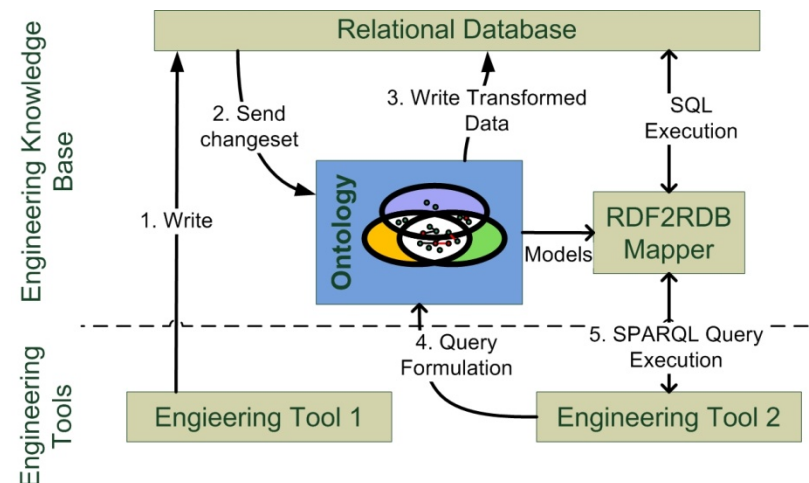 Relational Database
Engineering Knowledge
Base
2. Send
changeset
3. Write Transformed
Data
SQL
Execution
1. Write
Ontology
RDF2RDB
Mapper
Models
4. Query
Formulation
5. SPARQL Query
Execution
Engineering
Tools
Engieering Tool 1
Engineering Tool 2